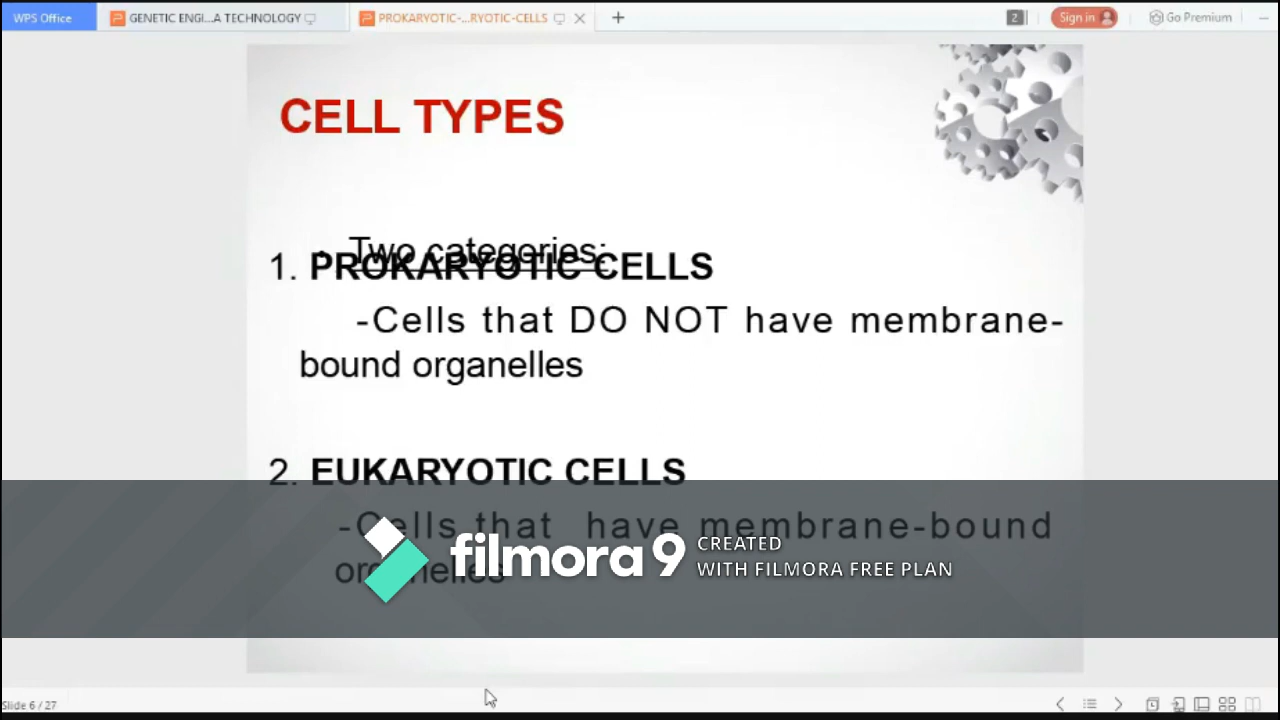 WPS Office
GENETIC ENGI...A TECHNOLOGY
PROKARYOTIC-...RYOTIC-CELLS
2
Sign in
Go Premium
CELL TYPES
• Two categories:
1. PROKARYOTIC CELLS
-Cells that DO NOT have membrane-
bound organelles
2. EUKARYOTIC CELLS
-Cells that have membrane-bound
organelles
filmora9
CREATED
WITH FILMORA FREE PLAN
Slide 6 / 27